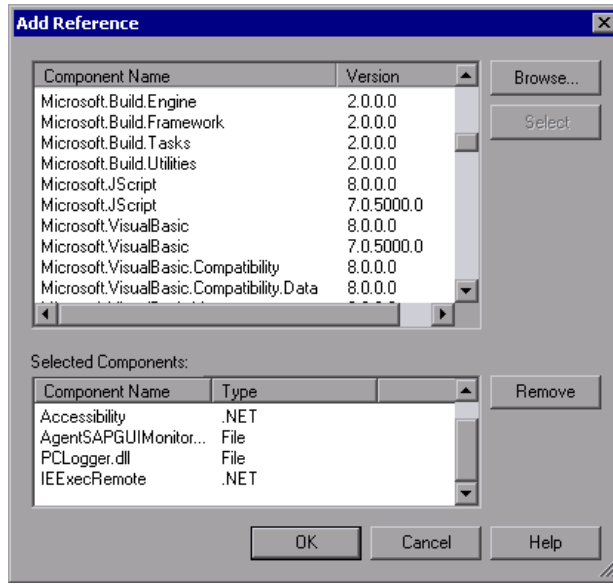 Add Reference
Component Name Version
Microsoft.Build.Engine 2.0.0.0
Microsoft.Build.Framework 2.0.0.0
Microsoft.Build.Tasks 2.0.0.0
Microsoft.Build.Utilities 2.0.0.0
Microsoft.JScript 8.0.0.0
Microsoft.JScript 7.0.5000.0
Microsoft.VisualBasic 8.0.0.0
Microsoft.VisualBasic 7.0.5000.0
Microsoft.VisualBasic.Compatibility 8.0.0.0
Microsoft.VisualBasic.Compatibility.Data 8.0.0.0
Browse...
Select
Selected Components:
Component Name Type
Accessibility .NET
AgentSAPGUIMonitor... File
PCLogger.dll File
IEExecRemote .NET
Remove
OK Cancel Help